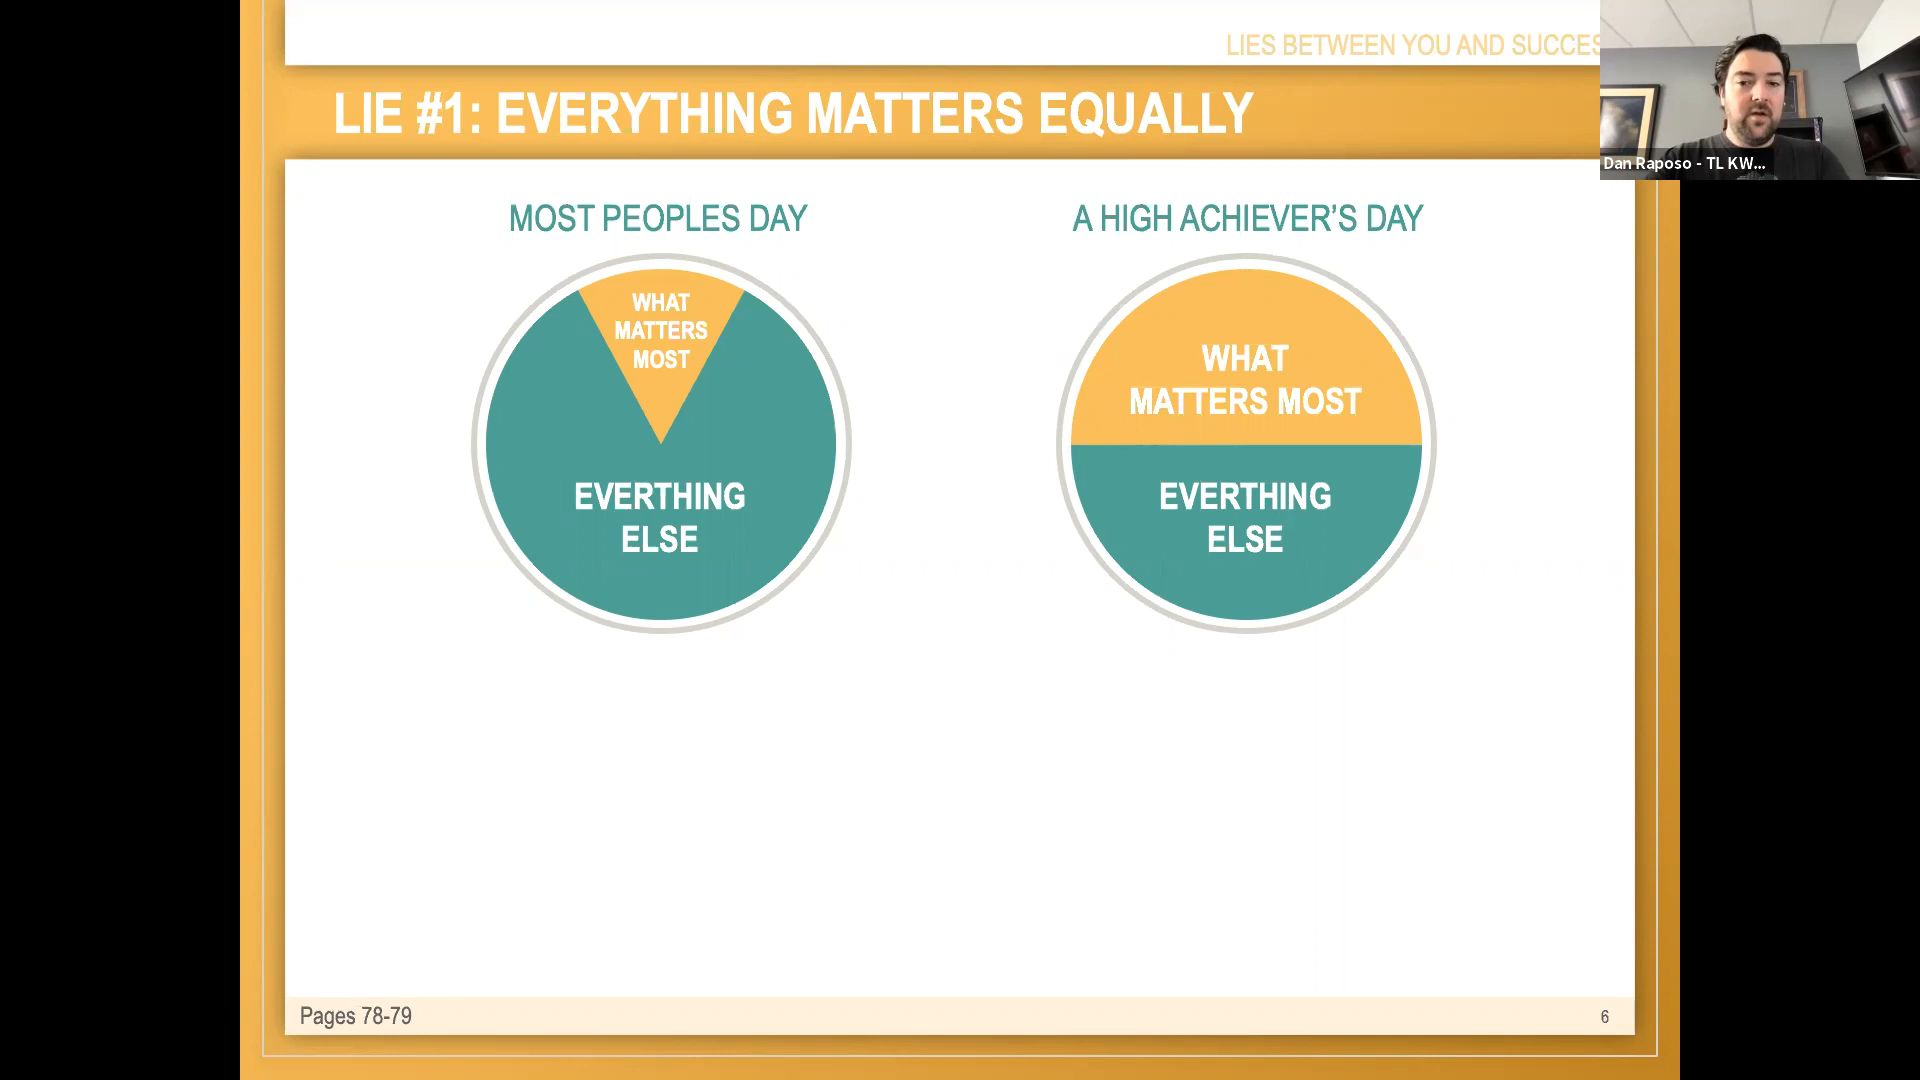 LIES BETWEEN YOU AND SUCCES
LIE #1: EVERYTHING MATTERS EQUALLY
Dan Raposo - TL KW...
MOST PEOPLES DAY
A HIGH ACHIEVER’S DAY
WHAT
MATTERS
MOST
EVERTHING
ELSE
WHAT
MATTERS MOST
EVERTHING
ELSE
Pages 78-79
6